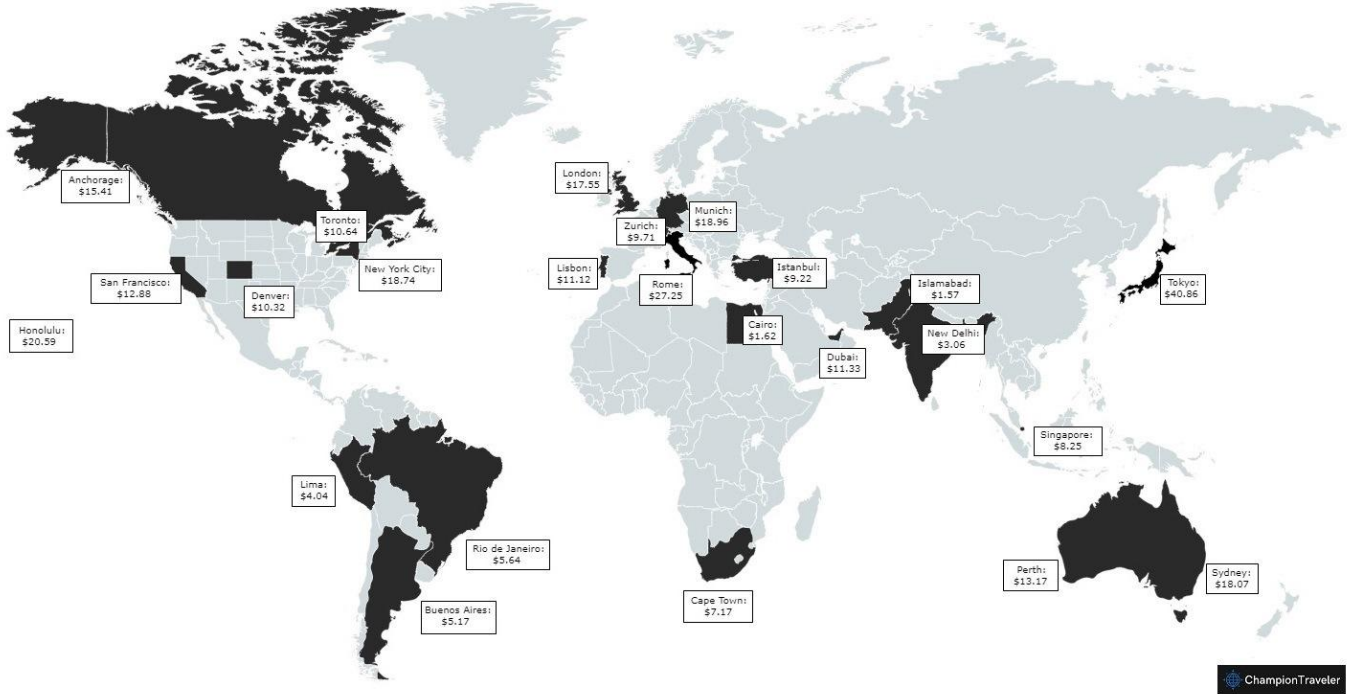 Anchorage:
$15.41
London:
$17.55
Toronto:
$10.64
Munich:
$18.96
Zurich:
$9.71
New York City:
$18.74
Lisbon:
$11.12
Rome:
$27.25
Istanbul:
$9.22
San Francisco:
$12.88
Denver:
$10.32
Islamabad:
$1.57
Tokyo:
$40.86
Honolulu:
$20.59
Cairo:
$1.62
New Delhi:
$3.06
Dubai:
$11.33
Singapore:
$8.25
Lima:
$4.04
Rio de Janeiro:
$5.64
Buenos Aires:
$5.17
Cape Town:
$7.17
Perth:
$13.17
Sydney:
$18.07
ChampionTraveler